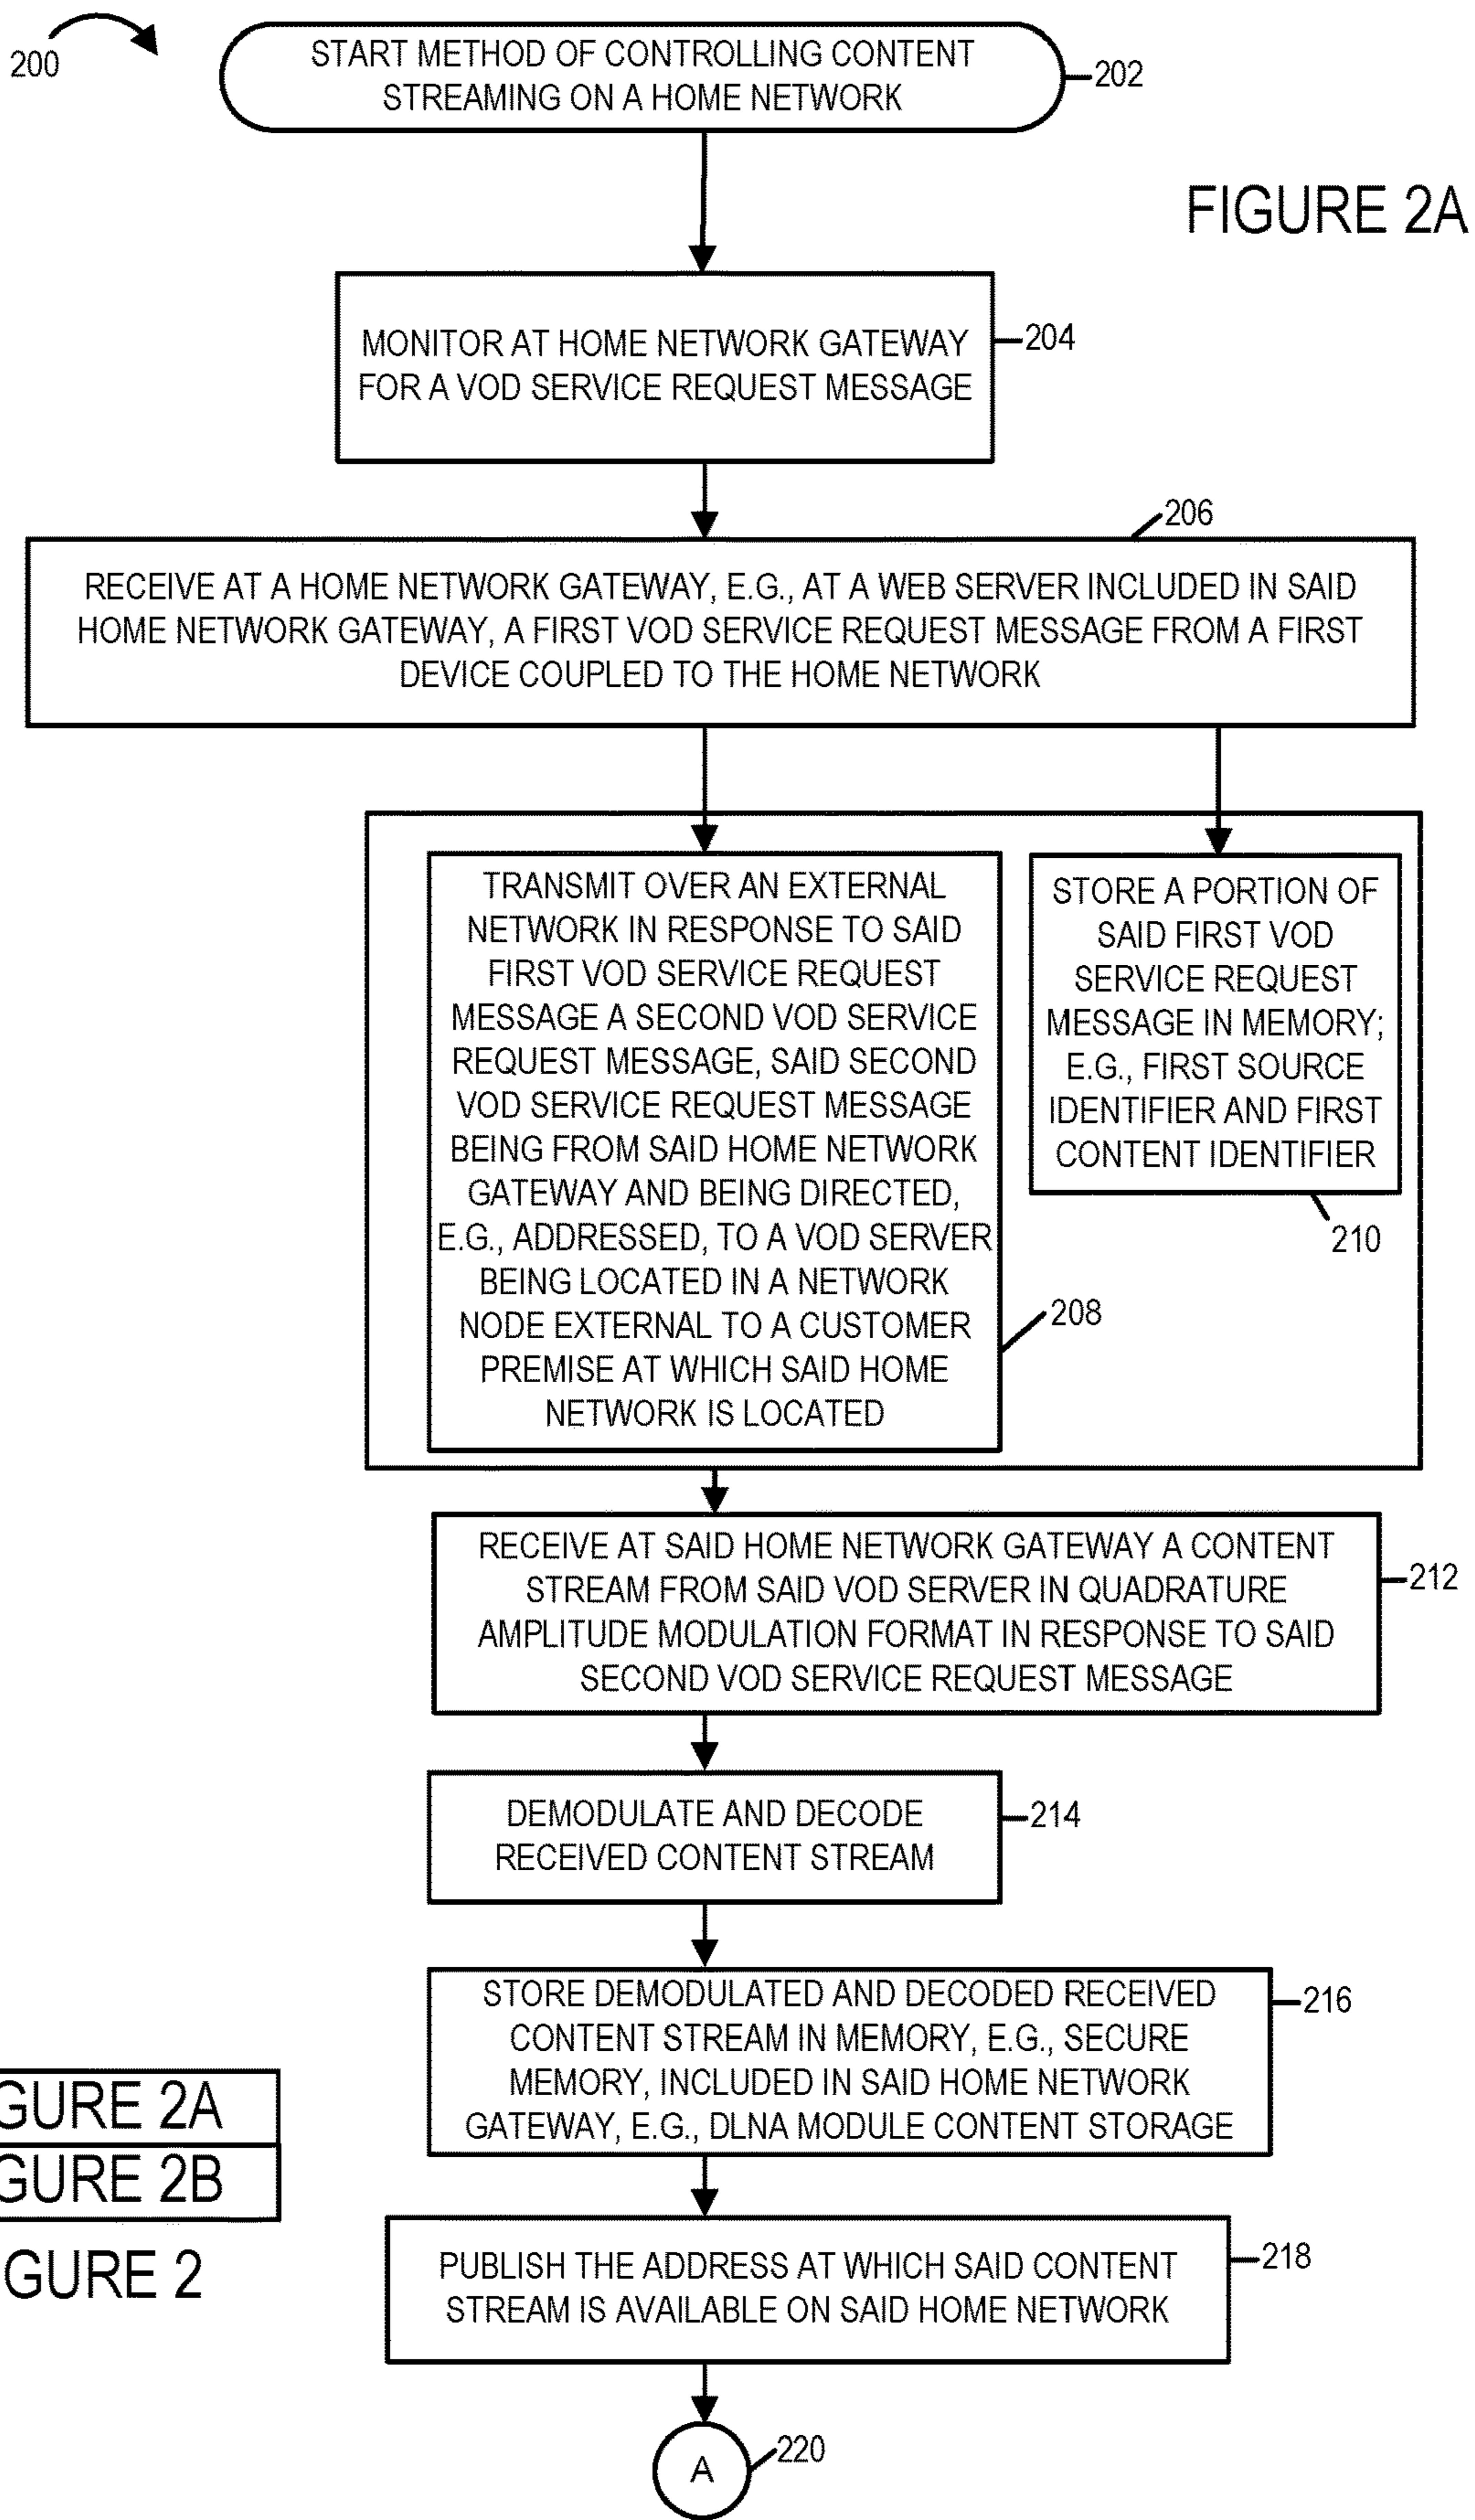 200
START METHOD OF CONTROLLING CONTENT
STREAMING ON A HOME NETWORK
202
FIGURE 2A
MONITOR AT HOME NETWORK GATEWAY
FOR A VOD SERVICE REQUEST MESSAGE
204
206
RECEIVE AT A HOME NETWORK GATEWAY, E.G., AT A WEB SERVER INCLUDED IN SAID
HOME NETWORK GATEWAY, A FIRST VOD SERVICE REQUEST MESSAGE FROM A FIRST
DEVICE COUPLED TO THE HOME NETWORK
TRANSMIT OVER AN EXTERNAL
NETWORK IN RESPONSE TO SAID
FIRST VOD SERVICE REQUEST
MESSAGE A SECOND VOD SERVICE
REQUEST MESSAGE, SAID SECOND
VOD SERVICE REQUEST MESSAGE
BEING FROM SAID HOME NETWORK
GATEWAY AND BEING DIRECTED,
E.G., ADDRESSED, TO A VOD SERVER
BEING LOCATED IN A NETWORK
NODE EXTERNAL TO A CUSTOMER
PREMISE AT WHICH SAID HOME
NETWORK IS LOCATED
208
STORE A PORTION OF
SAID FIRST VOD
SERVICE REQUEST
MESSAGE IN MEMORY;
E.G., FIRST SOURCE
IDENTIFIER AND FIRST
CONTENT IDENTIFIER
210
RECEIVE AT SAID HOME NETWORK GATEWAY A CONTENT
STREAM FROM SAID VOD SERVER IN QUADRATURE
AMPLITUDE MODULATION FORMAT IN RESPONSE TO SAID
SECOND VOD SERVICE REQUEST MESSAGE
212
DEMODULATE AND DECODE
RECEIVED CONTENT STREAM
214
STORE DEMODULATED AND DECODED RECEIVED
CONTENT STREAM IN MEMORY, E.G., SECURE
MEMORY, INCLUDED IN SAID HOME NETWORK
GATEWAY, E.G., DLNA MODULE CONTENT STORAGE
216
GURE 2A
GURE 2B
GURE 2
PUBLISH THE ADDRESS AT WHICH SAID CONTENT
STREAM IS AVAILABLE ON SAID HOME NETWORK
218
A
220